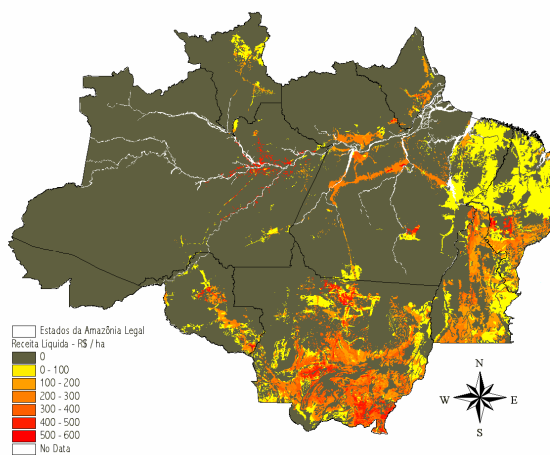 Estados da Amazônia Legal
Receita Líquida - R$ / ha
0
0 - 100
100 - 200
200 - 300
300 - 400
400 - 500
500 - 600
No Data
N
W E
S